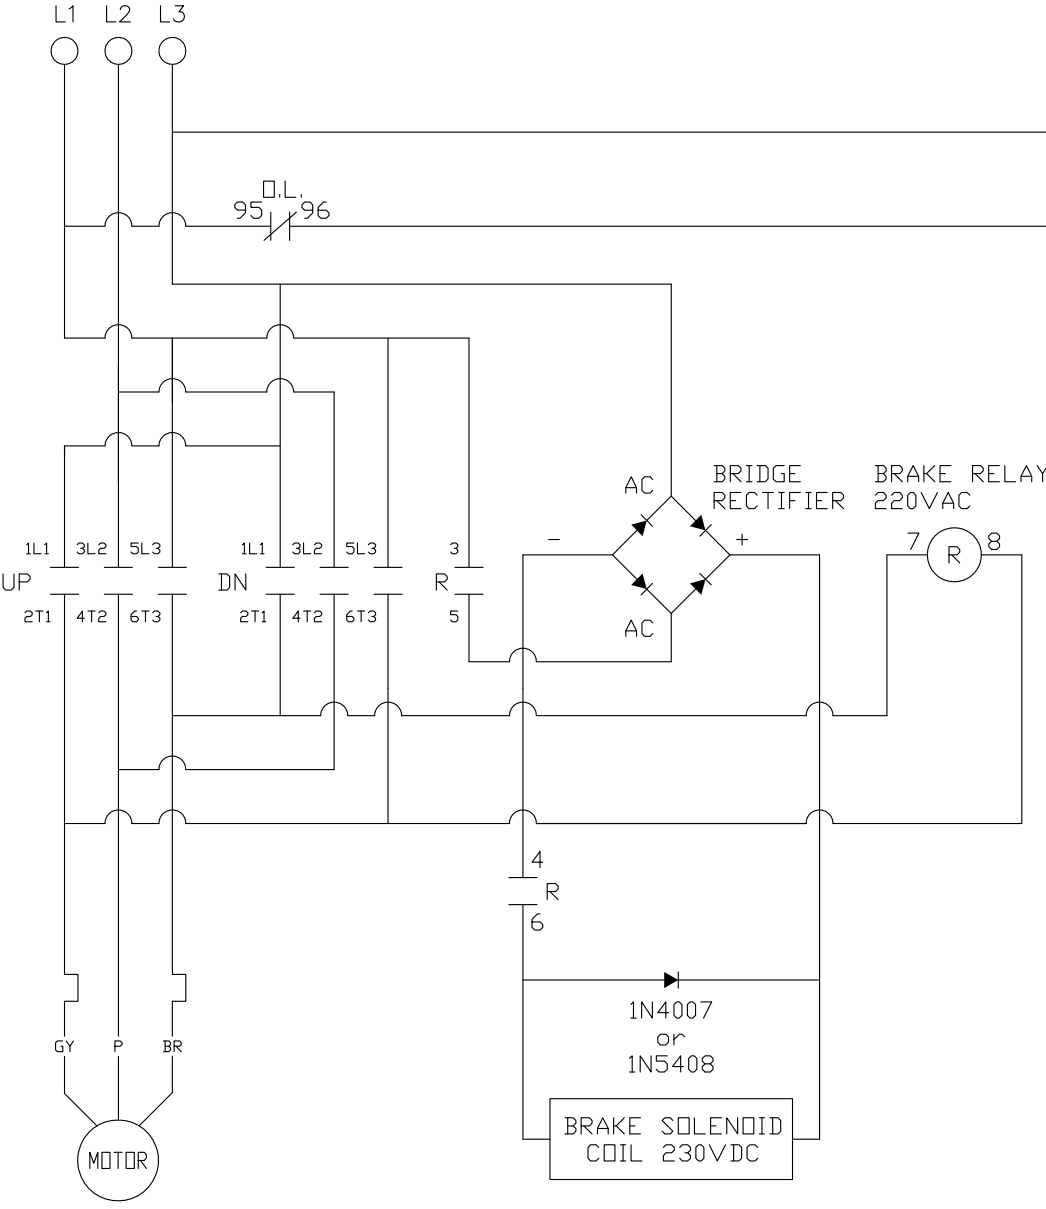 L1 L2 L3
O.L.
95 96
AC
BRIDGE
RECTIFIER
BRAKE RELAY
220VAC
- +
7 R 8
1L1 3L2 5L3 1L1 3L2 5L3 3
UP DN R
2T1 4T2 6T3 2T1 4T2 6T3 5
AC
4
R
6
1N4007
or
1N5408
GY P BR
BRAKE SOLENOID
COIL 230VDC
MOTOR